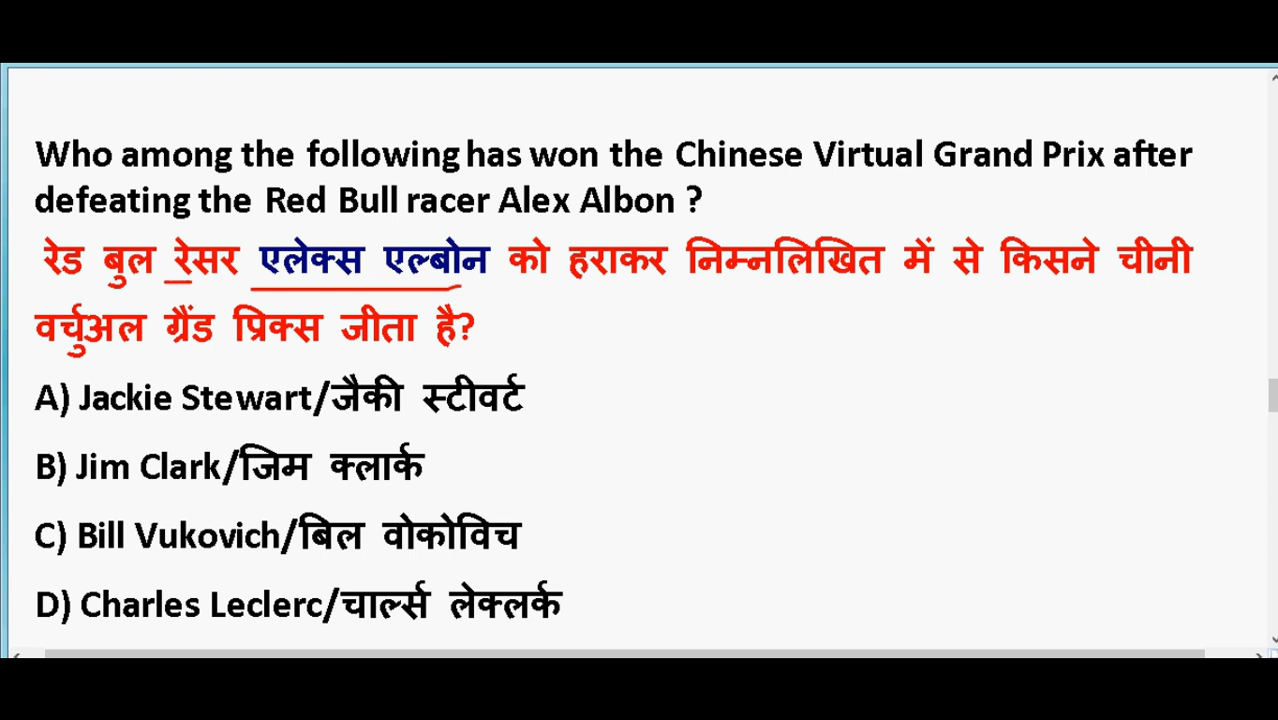 Who among the following has won the Chinese Virtual Grand Prix after
defeating the Red Bull racer Alex Albon ?
रेड बुल रेसर एलेक्स एल्बोन को हराकर निम्नलिखित में से किसने चीनी
वर्चुअल ग्रैंड प्रिक्स जीता है?
A) Jackie Stewart/जैकी स्टीवर्ट
B) Jim Clark/जिम क्लार्क
C) Bill Vukovich/बिल वोकोविच
D) Charles Leclerc/चार्ल्स लेक्लर्क